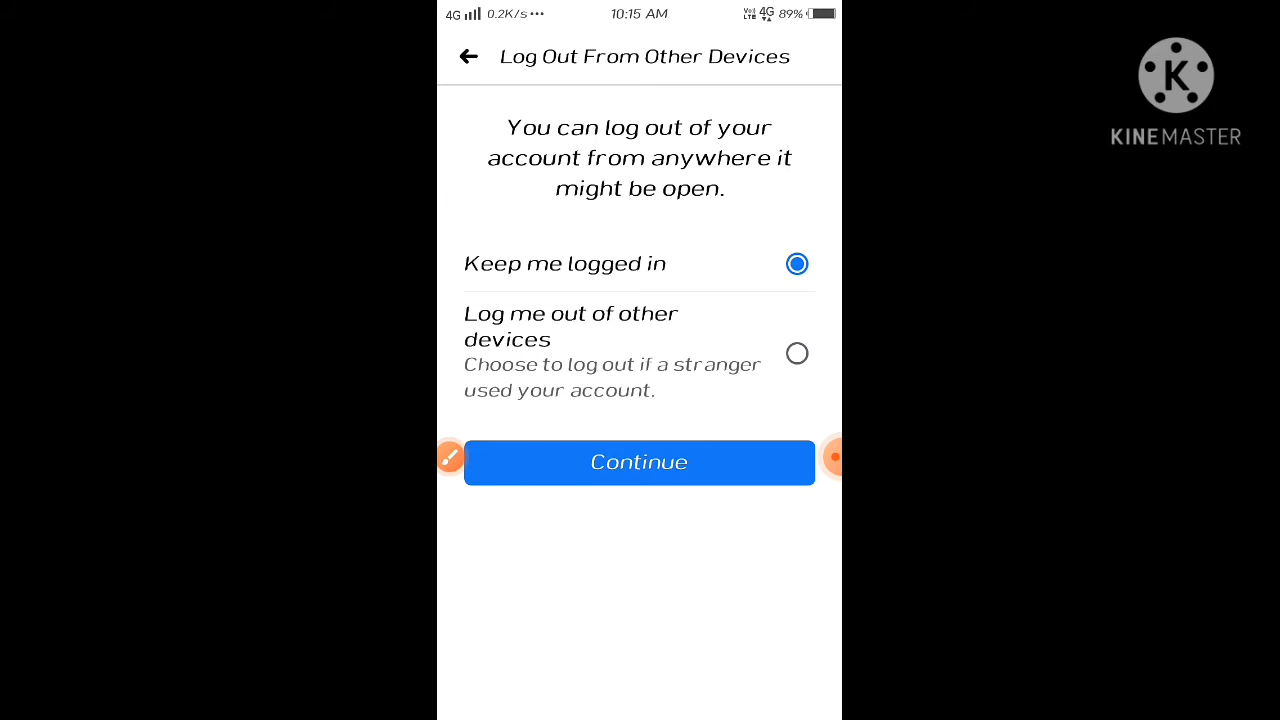 4G 0.2K/s ... 10:15 AM VoLTE 4G 89%
Log Out From Other Devices
KINEMASTER
You can log out of your
account from anywhere it
might be open.
Keep me logged in
Log me out of other
devices
Choose to log out if a stranger
used your account.
Continue